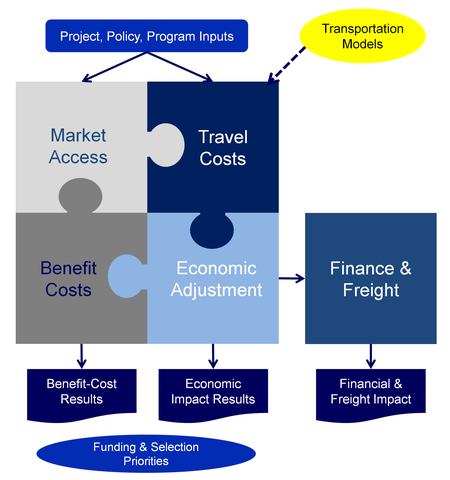 Project, Policy, Program Inputs
Transportation
Models
Market
Access
Travel
Costs
Benefit
Costs
Economic
Adjustment
Finance &
Freight
Benefit-Cost
Results
Economic
Impact Results
Financial &
Freight Impact
Funding & Selection
Priorities